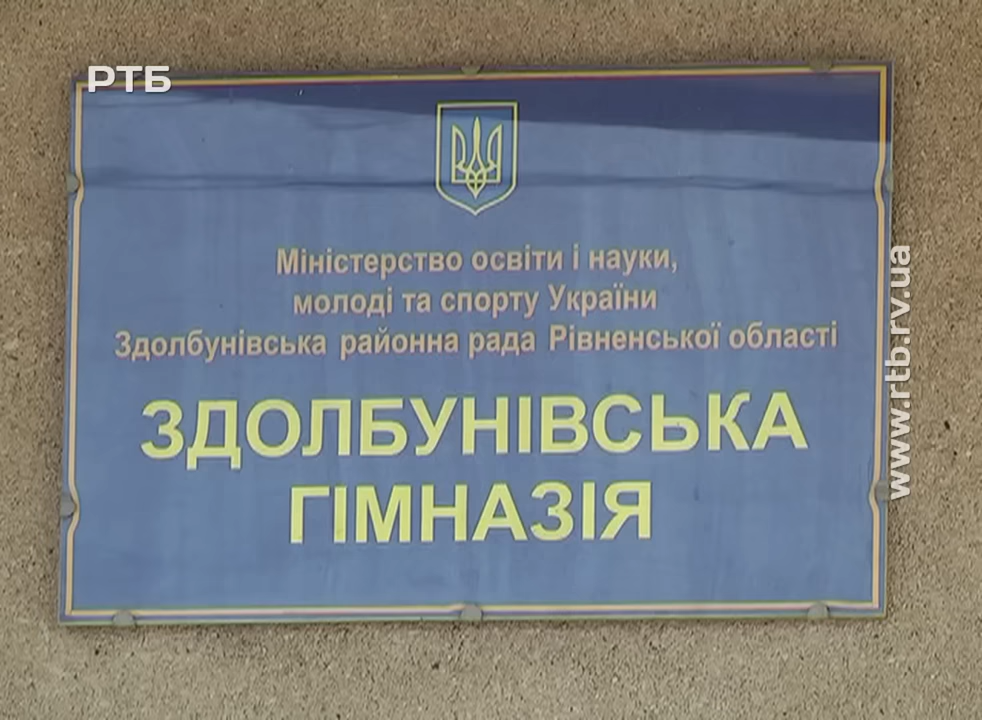 РТБ
Міністерство освіти і науки,
молоді та спорту України
Здолбунівська районна рада Рівненської області
ЗДОЛБУНІВСЬКА
ГІМНАЗІЯ
www.rtb.rv.ua